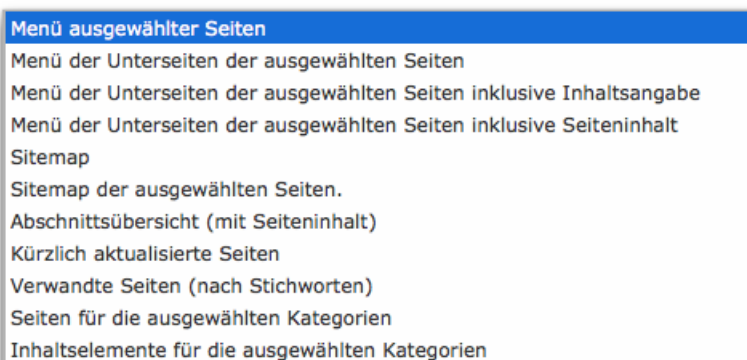 Menü ausgewählter Seiten
Menü der Unterseiten der ausgewählten Seiten
Menü der Unterseiten der ausgewählten Seiten inklusive Inhaltsangabe
Menü der Unterseiten der ausgewählten Seiten inklusive Seiteninhalt
Sitemap
Sitemap der ausgewählten Seiten.
Abschnittsübersicht (mit Seiteninhalt)
Kürzlich aktualisierte Seiten
Verwandte Seiten (nach Stichworten)
Seiten für die ausgewählten Kategorien
Inhaltselemente für die ausgewählten Kategorien